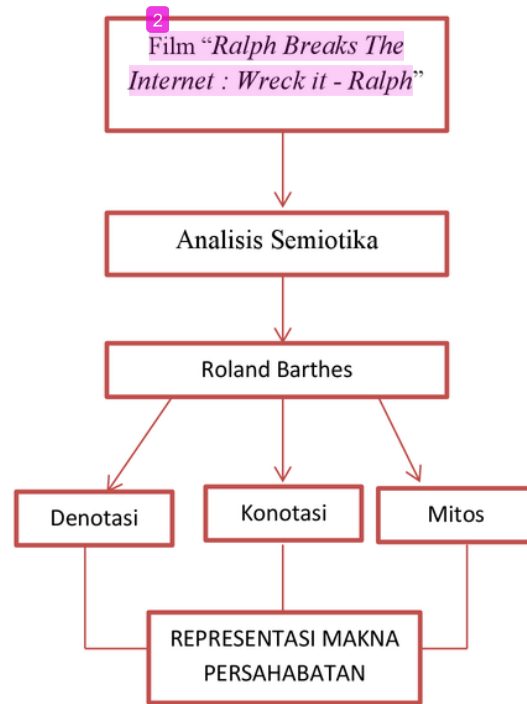 2
Film “Ralph Breaks The
Internet : Wreck it - Ralph”
Analisis Semiotika
Roland Barthes
Denotasi
Konotasi
Mitos
REPRESENTASI MAKNA
PERSAHABATAN